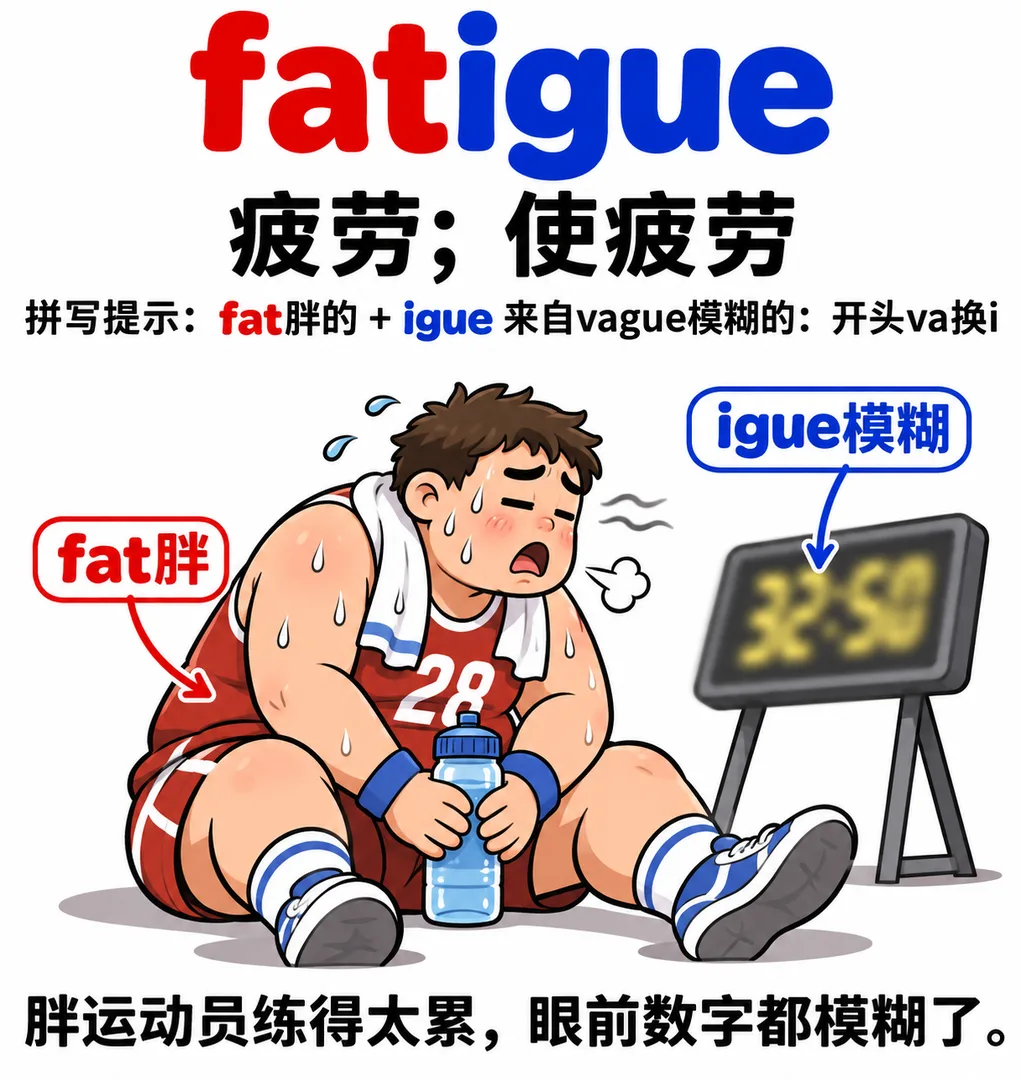 fatigue
疲劳；使疲劳
拼写提示：fat胖的 + igue 来自vague模糊的：开头va换i
igue模糊
fat胖
32:50
28
胖运动员练得太累，眼前数字都模糊了。